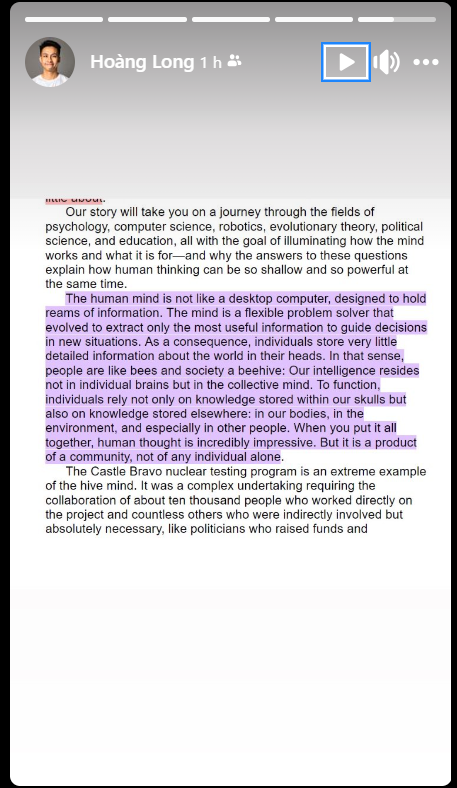 Hoàng Long 1 h
little about.
Our story will take you on a journey through the fields of
psychology, computer science, robotics, evolutionary theory, political
science, and education, all with the goal of illuminating how the mind
works and what it is for—and why the answers to these questions
explain how human thinking can be so shallow and so powerful at
the same time.
The human mind is not like a desktop computer, designed to hold
reams of information. The mind is a flexible problem solver that
evolved to extract only the most useful information to guide decisions
in new situations. As a consequence, individuals store very little
detailed information about the world in their heads. In that sense,
people are like bees and society a beehive: Our intelligence resides
not in individual brains but in the collective mind. To function,
individuals rely not only on knowledge stored within our skulls but
also on knowledge stored elsewhere: in our bodies, in the
environment, and especially in other people. When you put it all
together, human thought is incredibly impressive. But it is a product
of a community, not of any individual alone.
The Castle Bravo nuclear testing program is an extreme example
of the hive mind. It was a complex undertaking requiring the
collaboration of about ten thousand people who worked directly on
the project and countless others who were indirectly involved but
absolutely necessary, like politicians who raised funds and